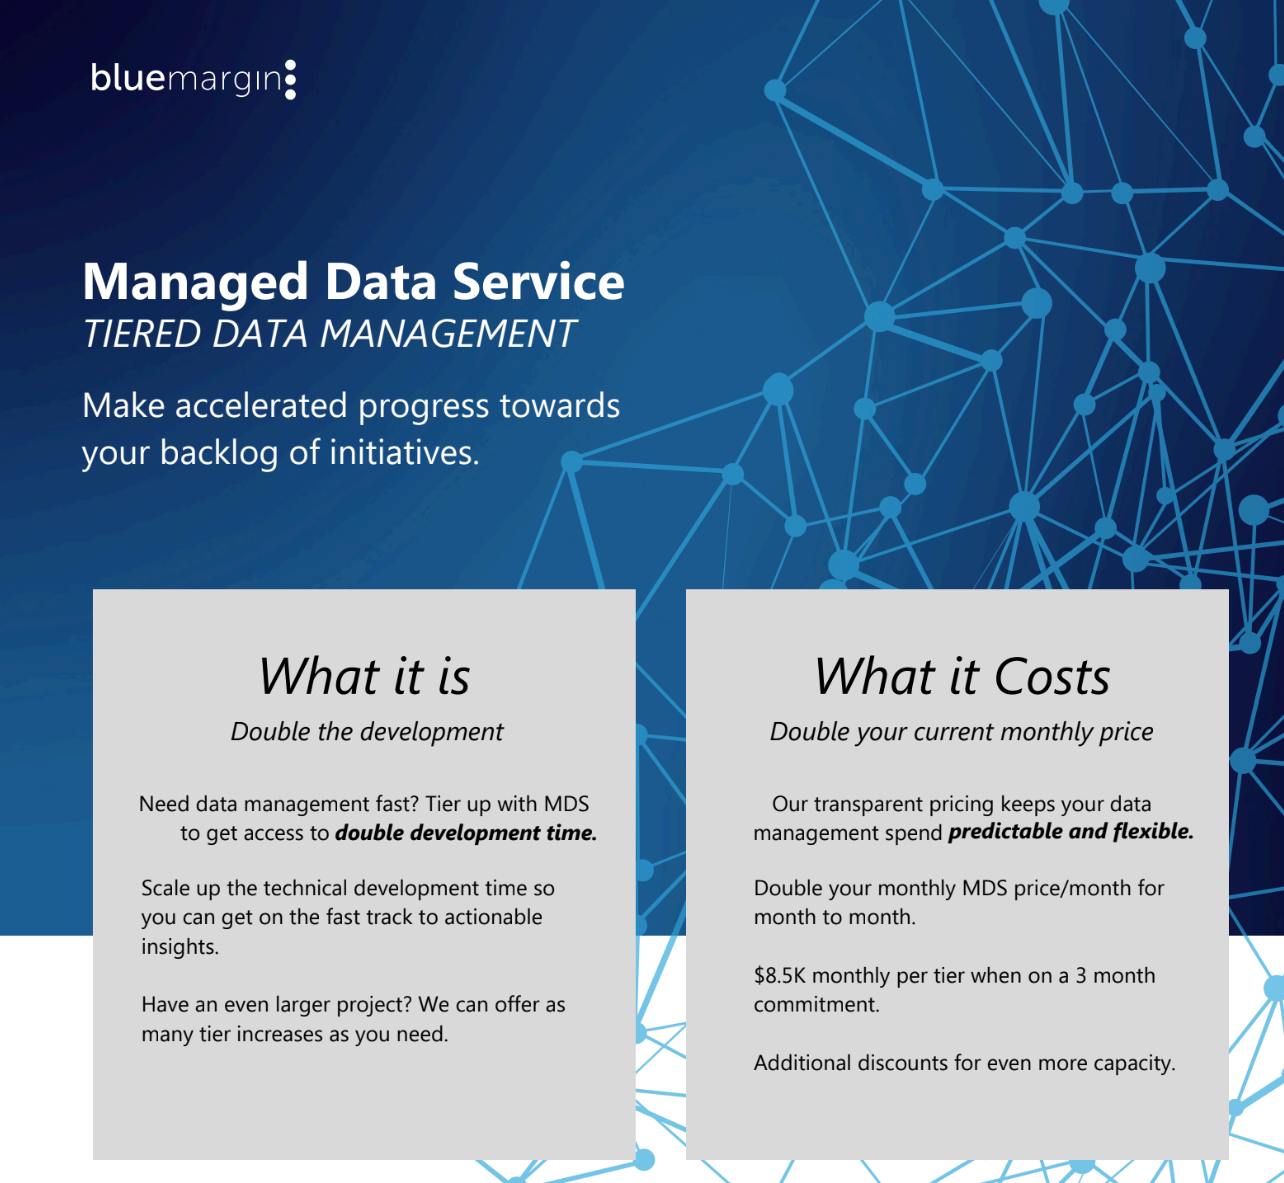 bluemargin
Managed Data Service
TIERED DATA MANAGEMENT
Make accelerated progress towards
your backlog of initiatives.
What it is
Double the development
Need data management fast? Tier up with MDS
to get access to double development time.
Scale up the technical development time so
you can get on the fast track to actionable
insights.
Have an even larger project? We can offer as
many tier increases as you need.
What it Costs
Double your current monthly price
Our transparent pricing keeps your data
management spend predictable and flexible.
Double your monthly MDS price/month for
month to month.
$8.5K monthly per tier when on a 3 month
commitment.
Additional discounts for even more capacity.